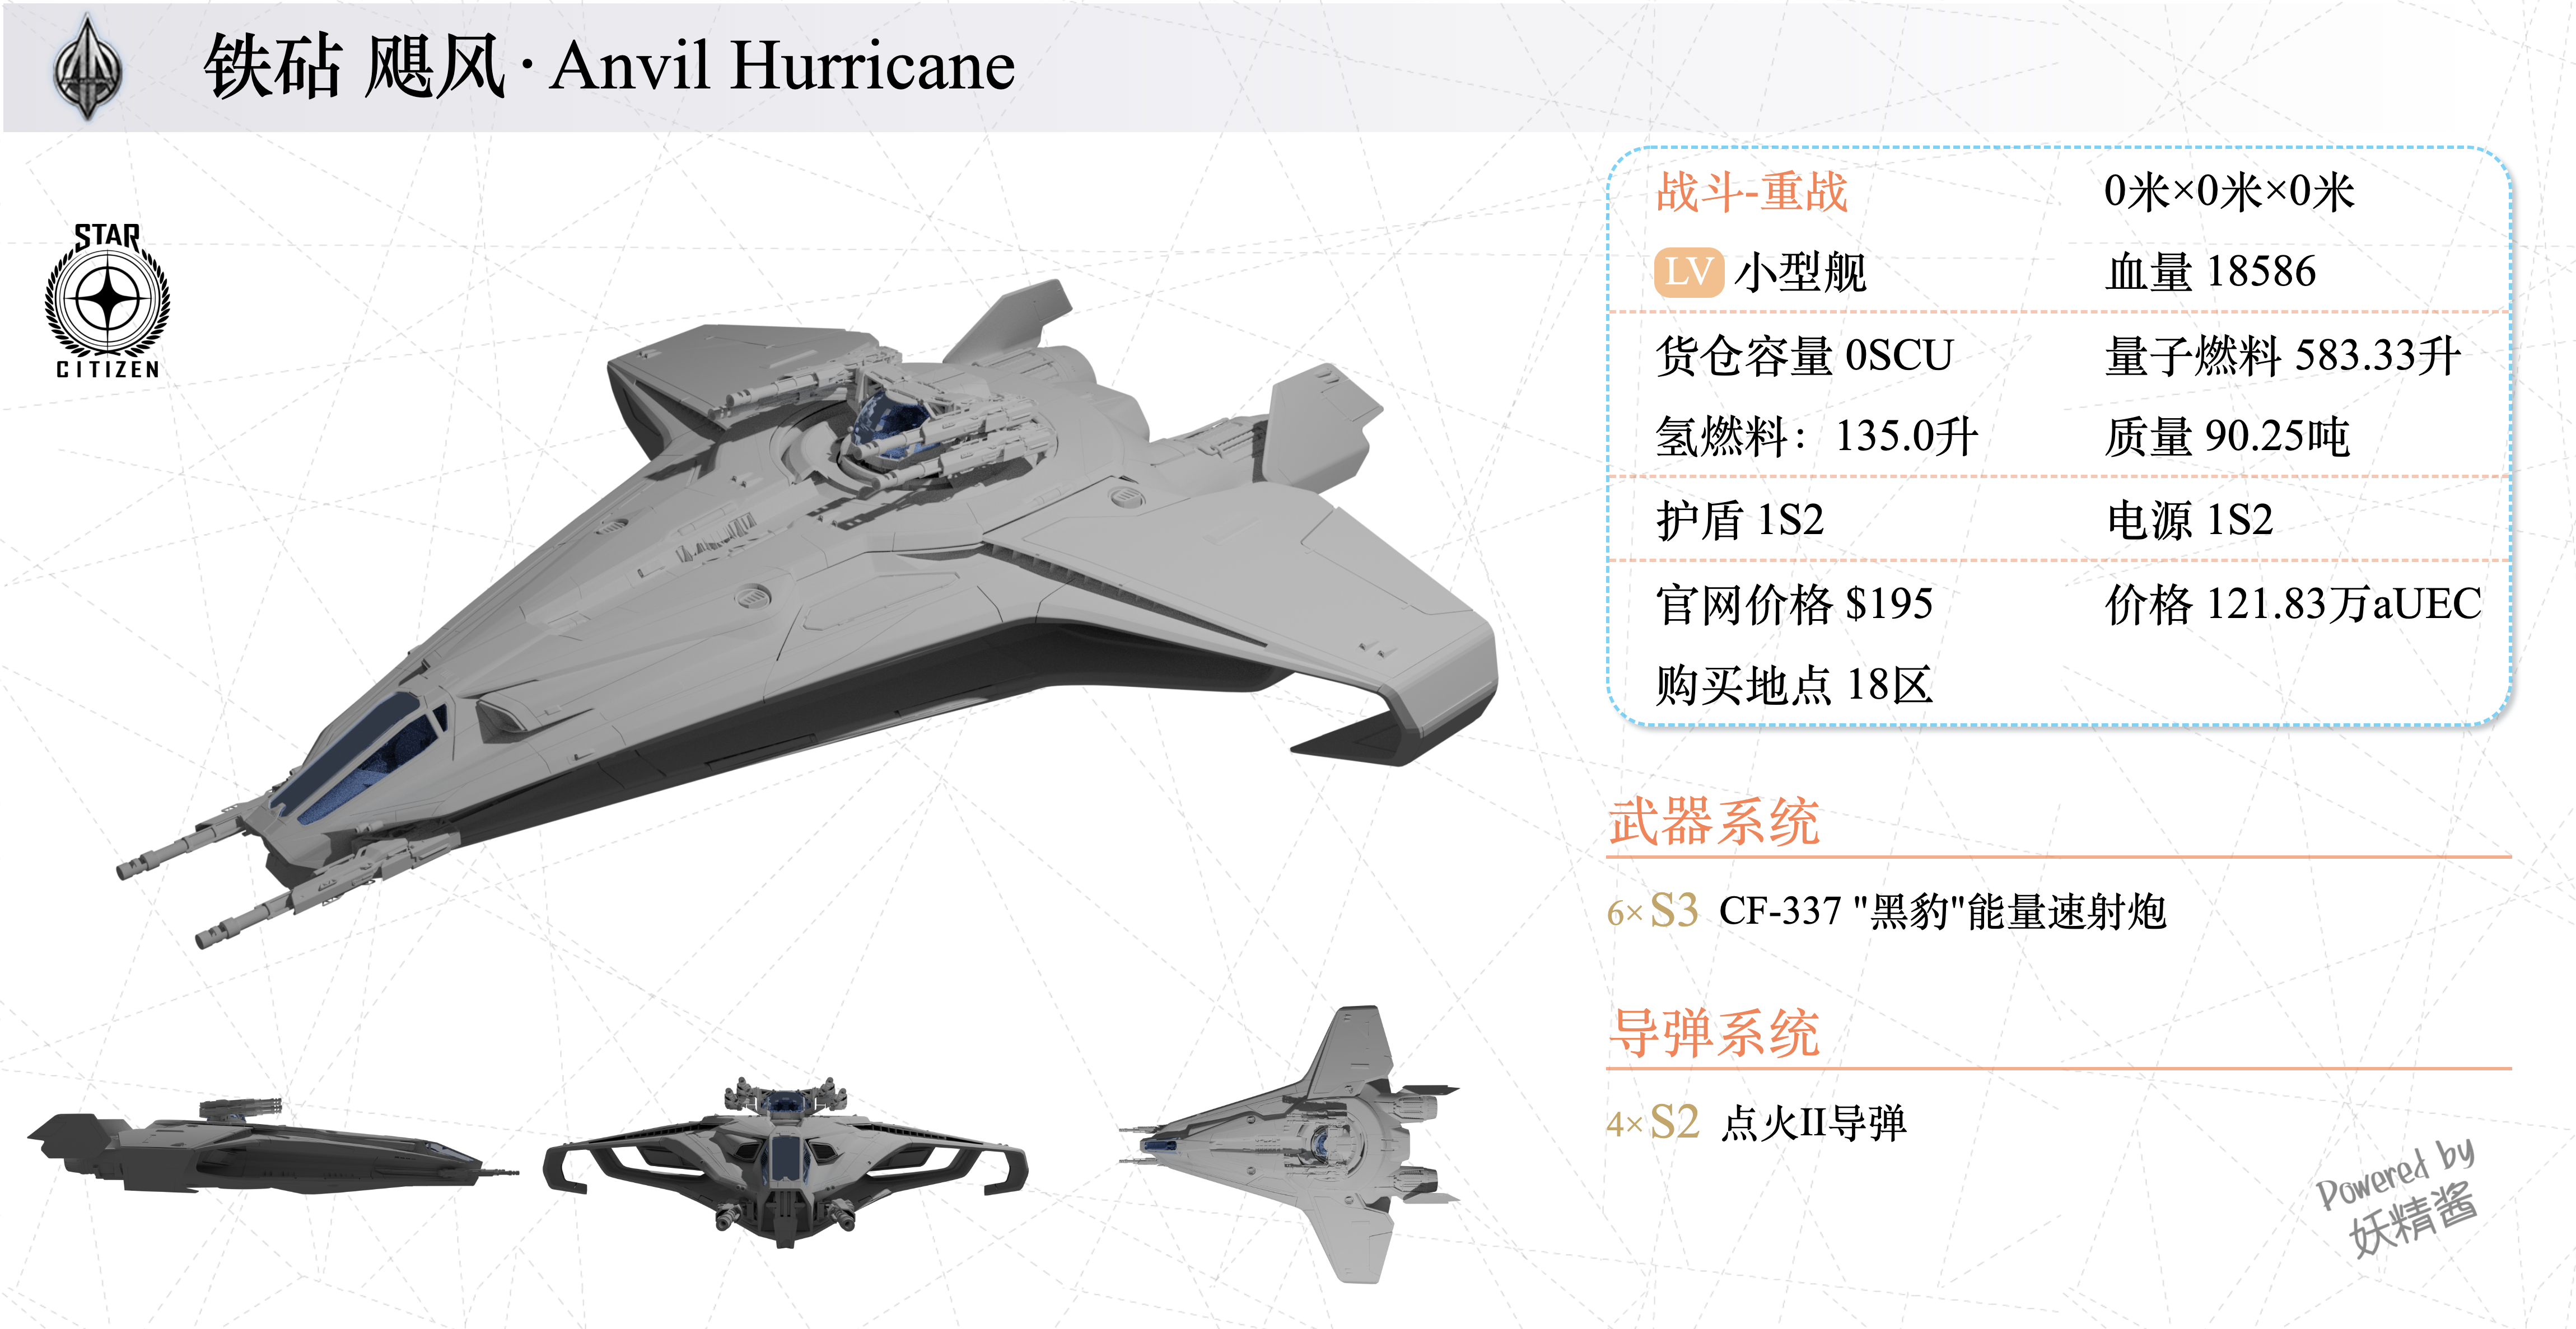 铁砧 飓风·Anvil Hurricane
STAR
CITIZEN
战斗-重战 0米×0米×0米
LV 小型舰 血量 18586
货仓容量 0SCU 量子燃料 583.33升
氢燃料：135.0升 质量 90.25吨
护盾 1S2 电源 1S2
官网价格 $195 价格 121.83万aUEC
购买地点 18区
武器系统
6× S3 CF-337 "黑豹"能量速射炮
导弹系统
4× S2 点火II导弹
Powered by
妖精酱